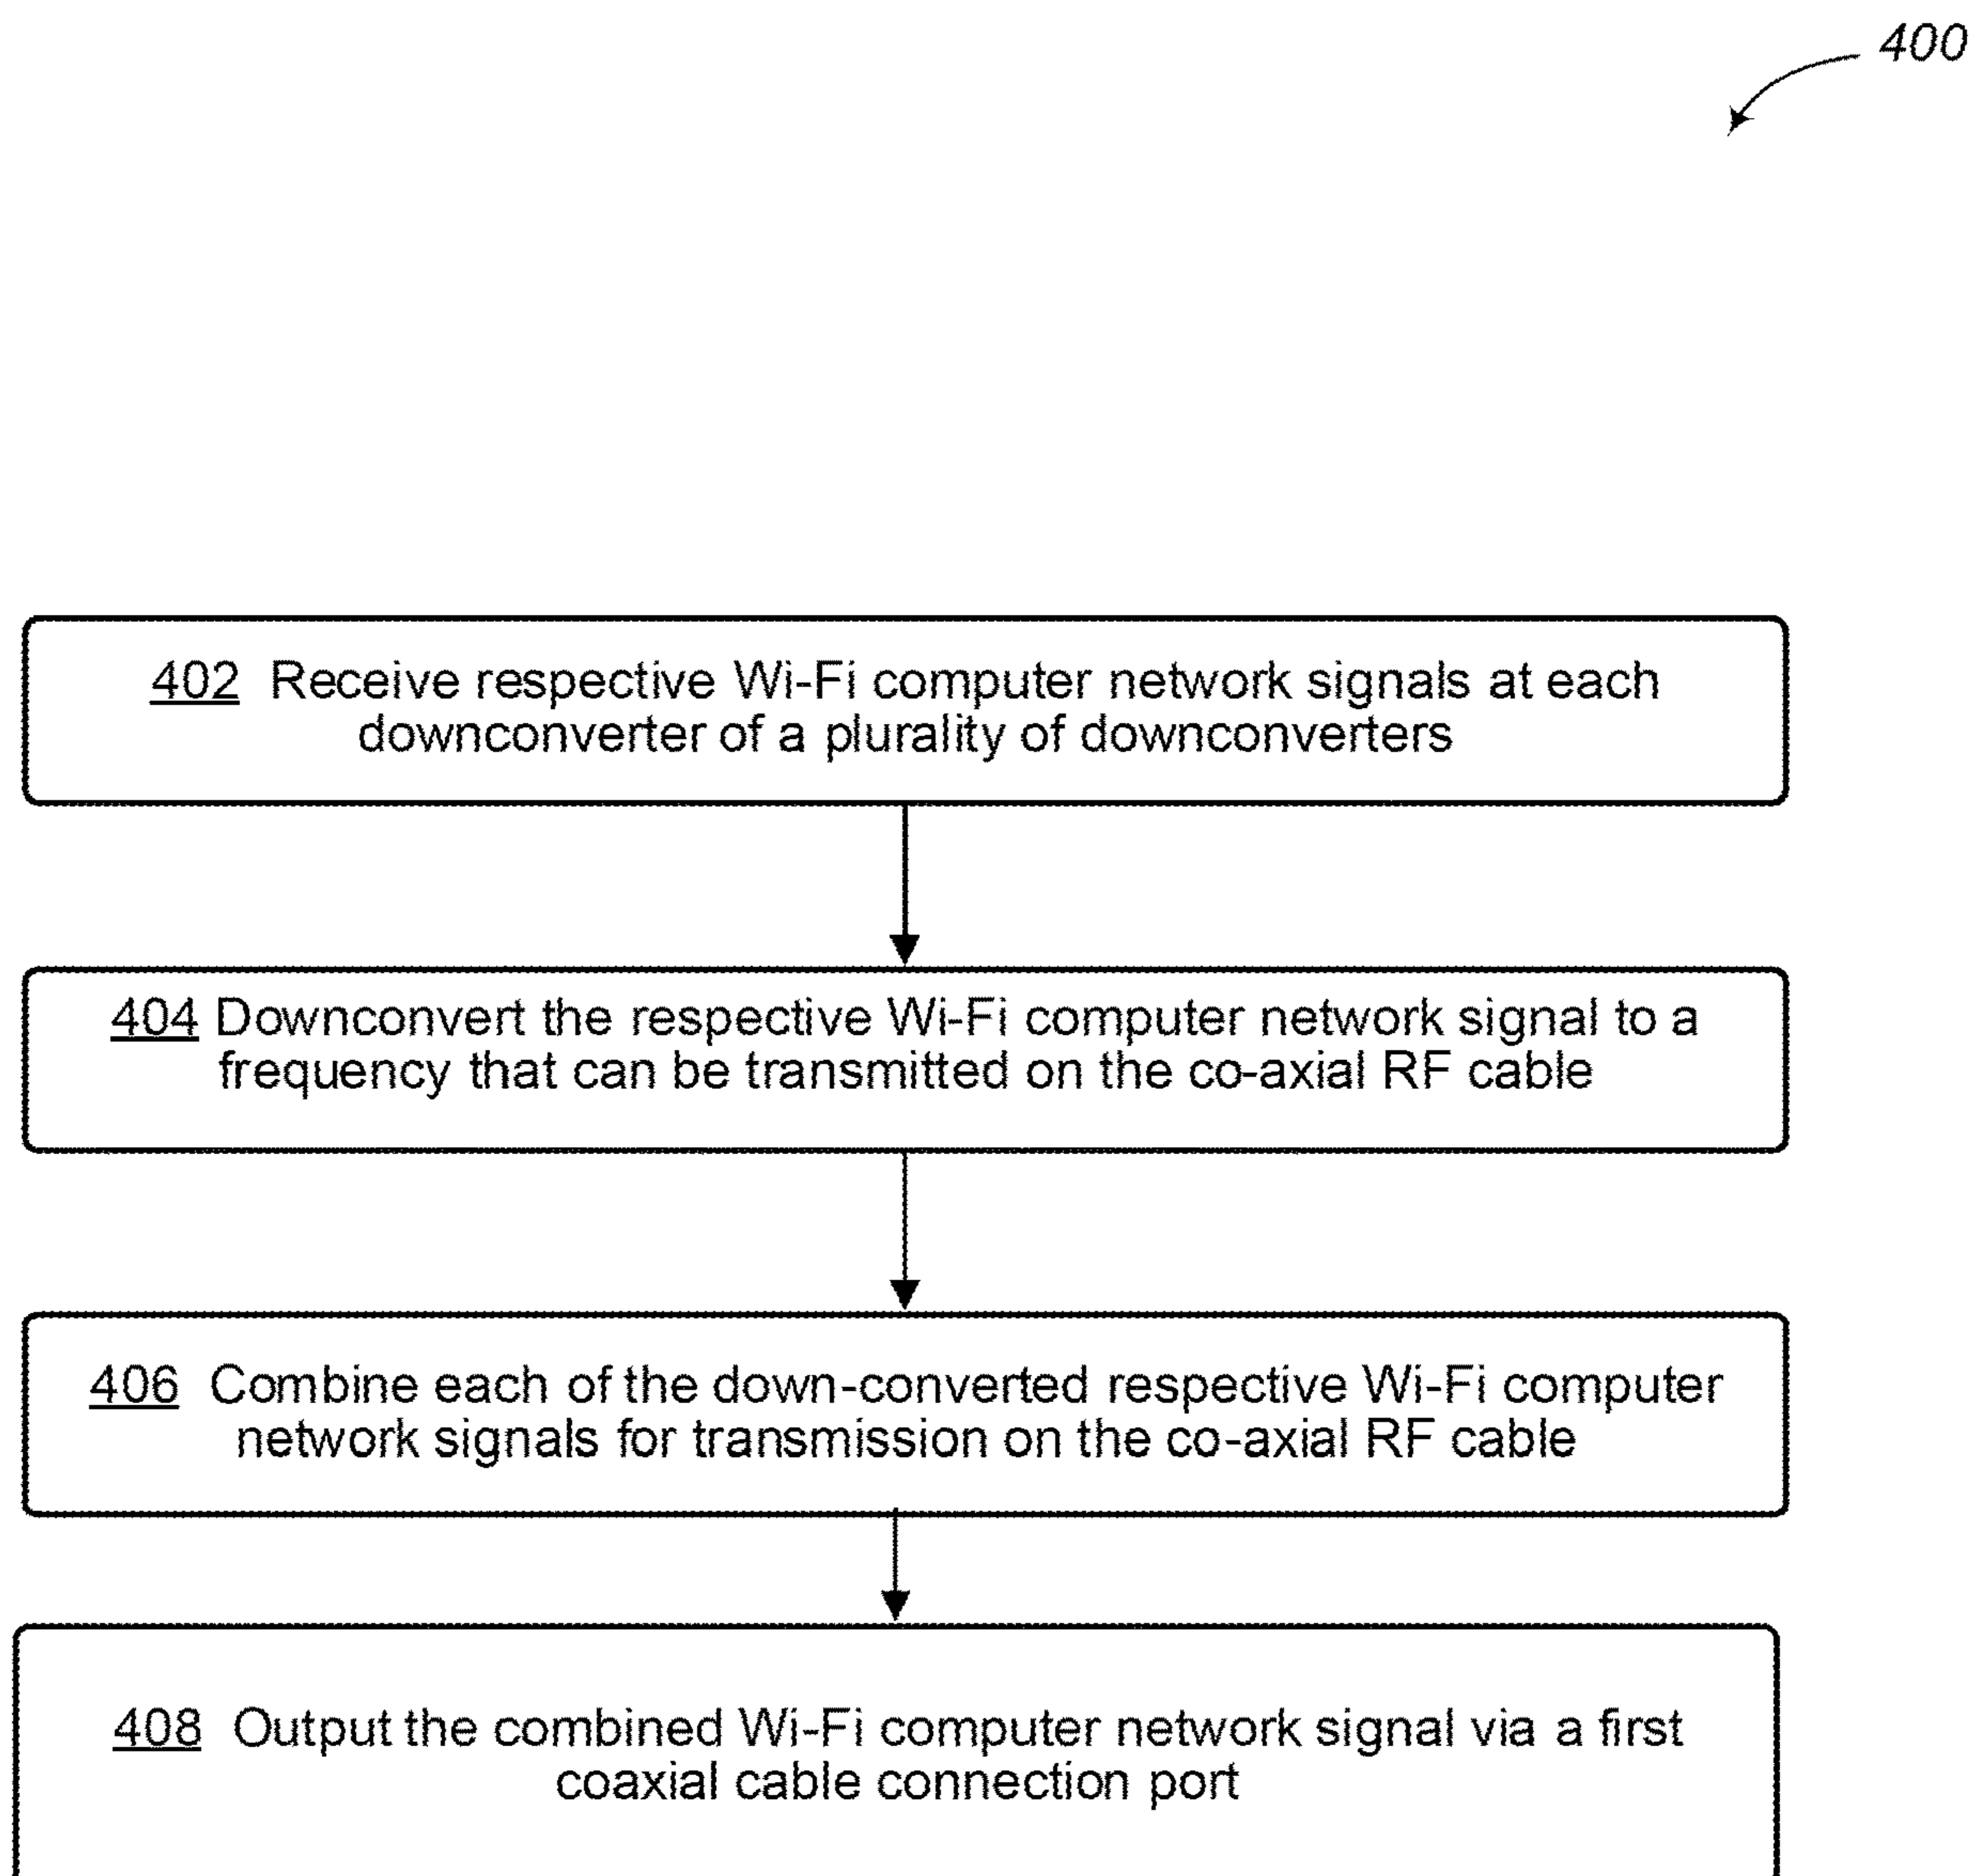 400
402 Receive respective Wi-Fi computer network signals at each
downconverter of a plurality of downconverters
404 Downconvert the respective Wi-Fi computer network signal to a
frequency that can be transmitted on the co-axial RF cable
406 Combine each of the down-converted respective Wi-Fi computer
network signals for transmission on the co-axial RF cable
408 Output the combined Wi-Fi computer network signal via a first
coaxial cable connection port